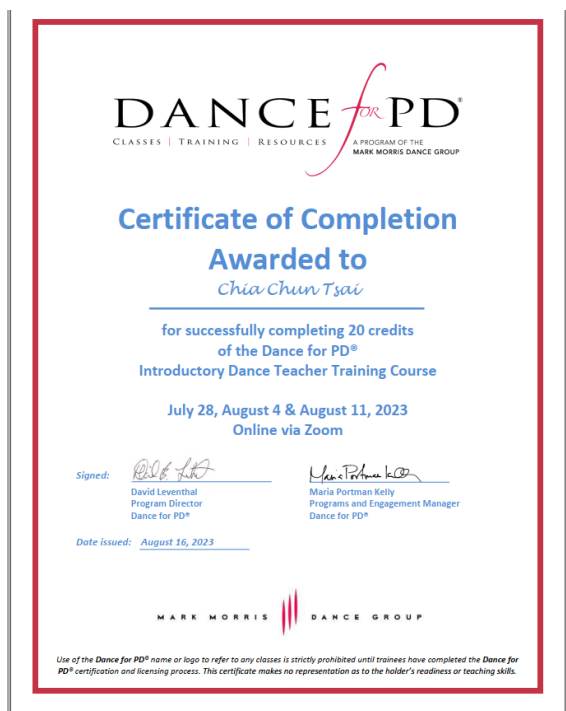 DANCE for PD®
CLASSES | TRAINING | RESOURCES
A PROGRAM OF THE
MARK MORRIS DANCE GROUP
Certificate of Completion
Awarded to
Chia Chun Tsai
for successfully completing 20 credits
of the Dance for PD®
Introductory Dance Teacher Training Course
July 28, August 4 & August 11, 2023
Online via Zoom
Signed:
David Leventhal
Program Director
Dance for PD®
Maria Portman Kelly
Programs and Engagement Manager
Dance for PD®
Date issued: August 16, 2023
MARK MORRIS DANCE GROUP
Use of the Dance for PD® name or logo to refer to any classes is strictly prohibited until trainees have completed the Dance for
PD® certification and licensing process. This certificate makes no representation as to the holder's readiness or teaching skills.